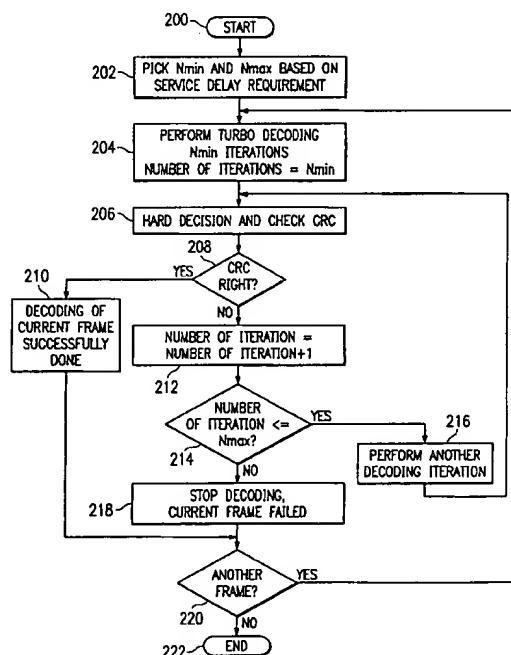 200
START
202
PICK Nmin AND Nmax BASED ON
SERVICE DELAY REQUIREMENT
204
PERFORM TURBO DECODING
Nmin ITERATIONS
NUMBER OF ITERATIONS = Nmin
206
HARD DECISION AND CHECK CRC
208
CRC
RIGHT?
YES
NO
210
DECODING OF
CURRENT FRAME
SUCCESSFULLY
DONE
NUMBER OF ITERATION =
NUMBER OF ITERATION+1
212
NUMBER
OF ITERATION <=
Nmax?
214
YES
NO
216
PERFORM ANOTHER
DECODING ITERATION
218
STOP DECODING,
CURRENT FRAME FAILED
ANOTHER
FRAME?
220
YES
NO
222
END